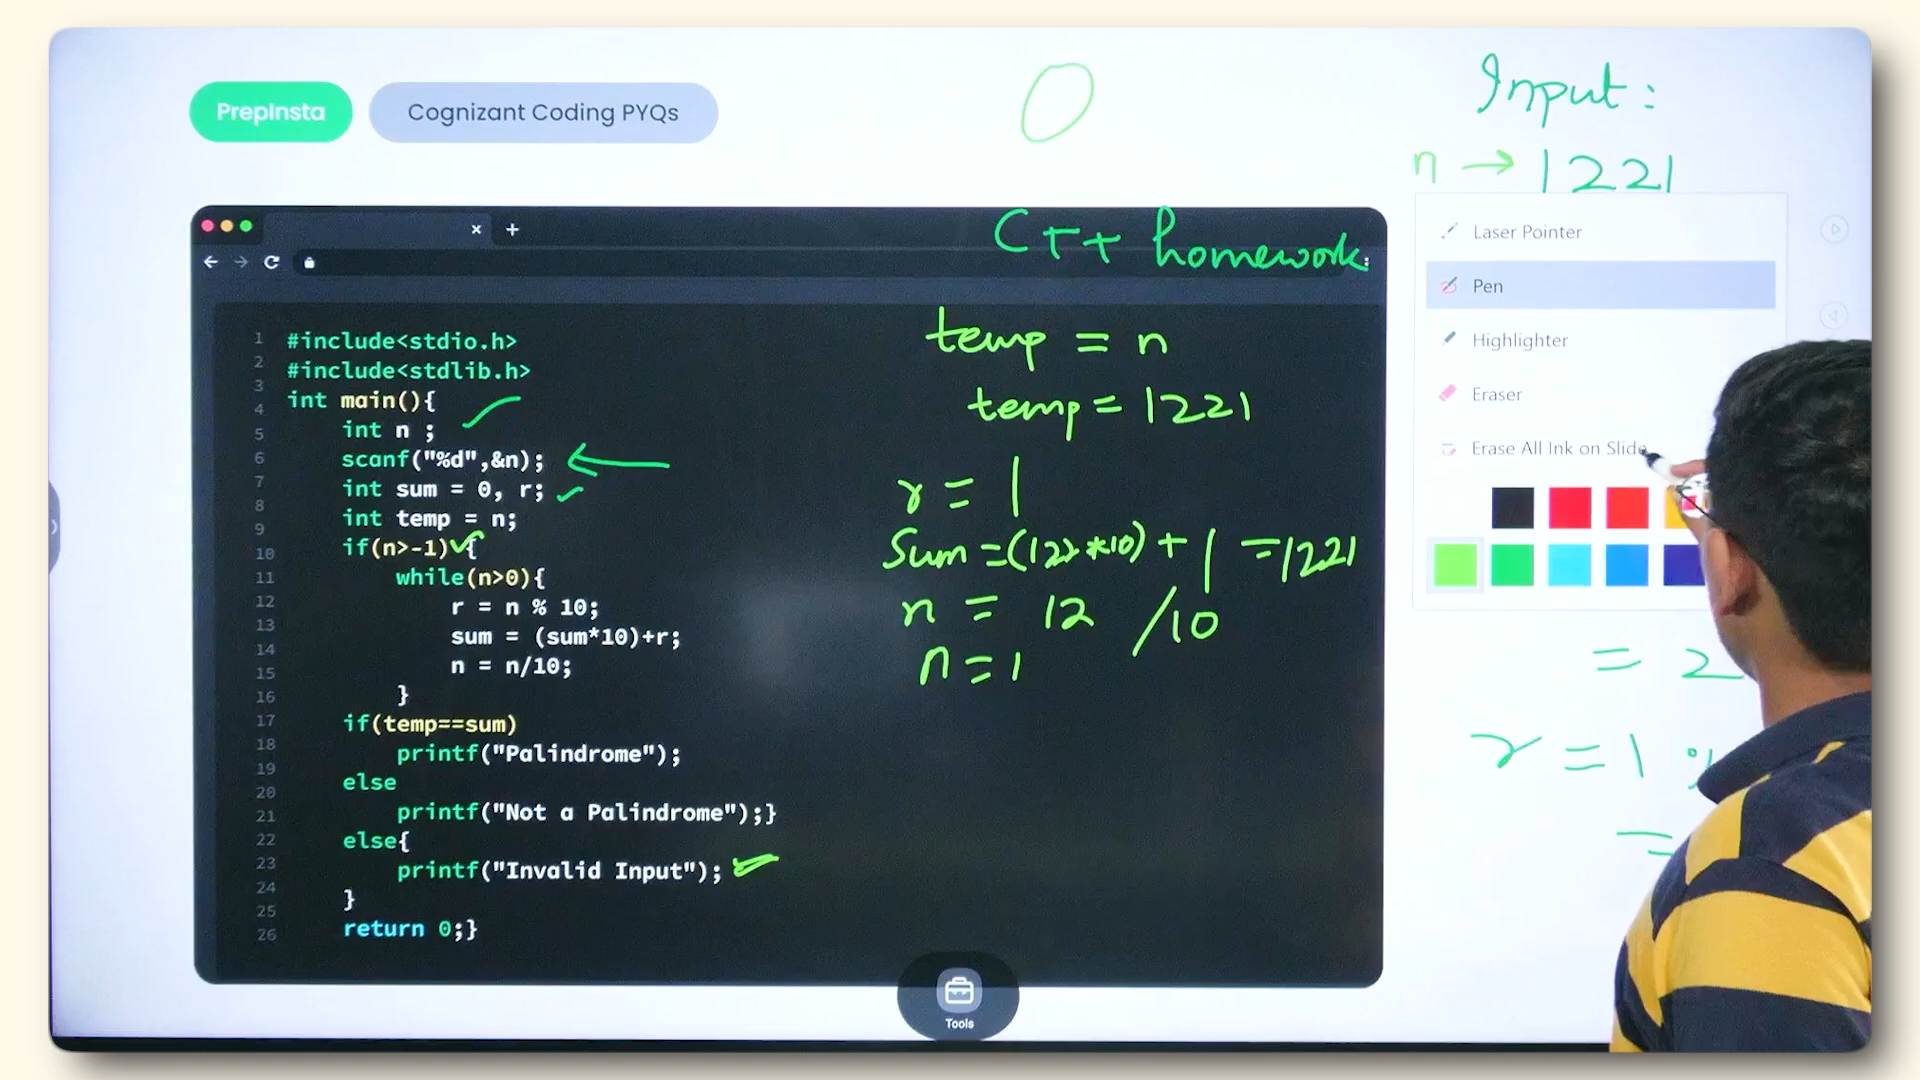 PrepInsta
Cognizant Coding PYQs
Input:
n → 1221
C++ homework
1 #include<stdio.h>
2 #include<stdlib.h>
3 int main(){
4 int n ;
5 scanf("%d",&n);
6 int sum = 0, r;
7 int temp = n;
8 if(n>-1){
9 while(n>0){
10 r = n % 10;
11 sum = (sum*10)+r;
12 n = n/10;
13 }
14 if(temp==sum)
15 printf("Palindrome");
16 else
17 printf("Not a Palindrome");}
18 else{
19 printf("Invalid Input");
20 }
21 return 0;}
22
23
24
25
26
temp = n
temp = 1221
r = 1
Sum = (122*10) + 1 = 1221
n = 12 /10
n = 1
Laser Pointer
Pen
Highlighter
Eraser
Erase All Ink on Slide
= 2
r = 1 %
=
Tools